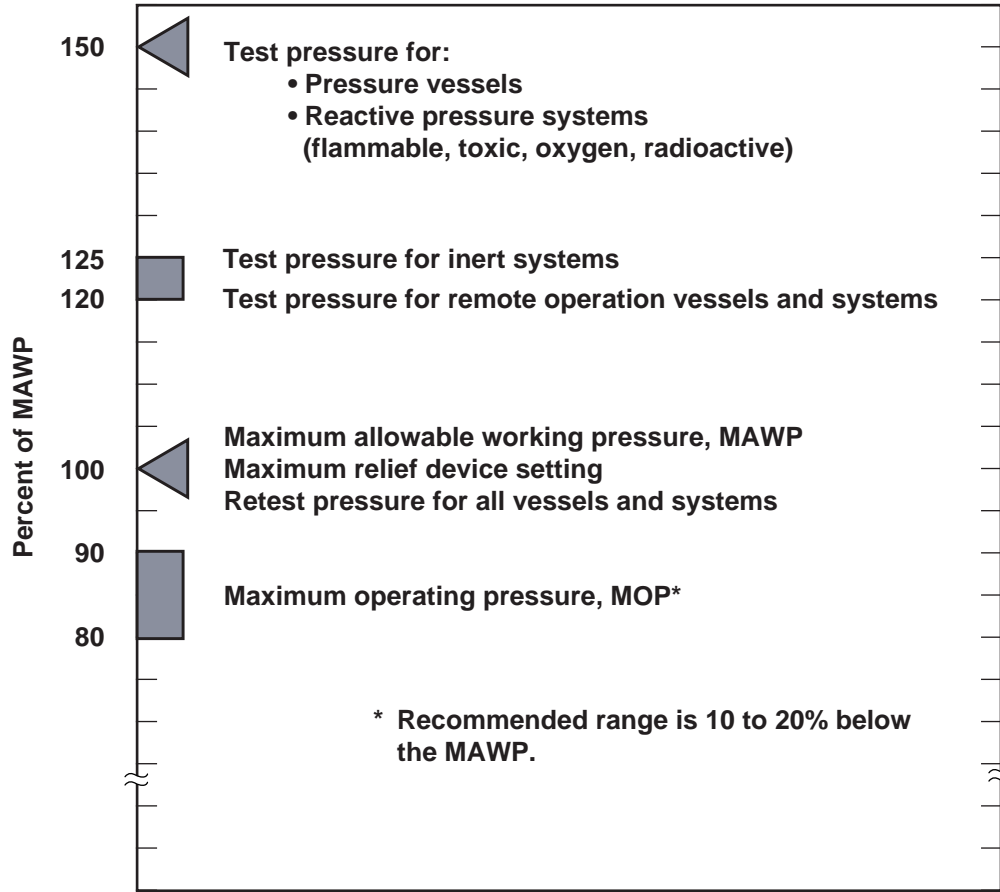 150
Test pressure for:
• Pressure vessels
• Reactive pressure systems
(flammable, toxic, oxygen, radioactive)
125
Test pressure for inert systems
120
Test pressure for remote operation vessels and systems
Percent of MAWP
Maximum allowable working pressure, MAWP
100
Maximum relief device setting
Retest pressure for all vessels and systems
90
Maximum operating pressure, MOP*
80
* Recommended range is 10 to 20% below
the MAWP.